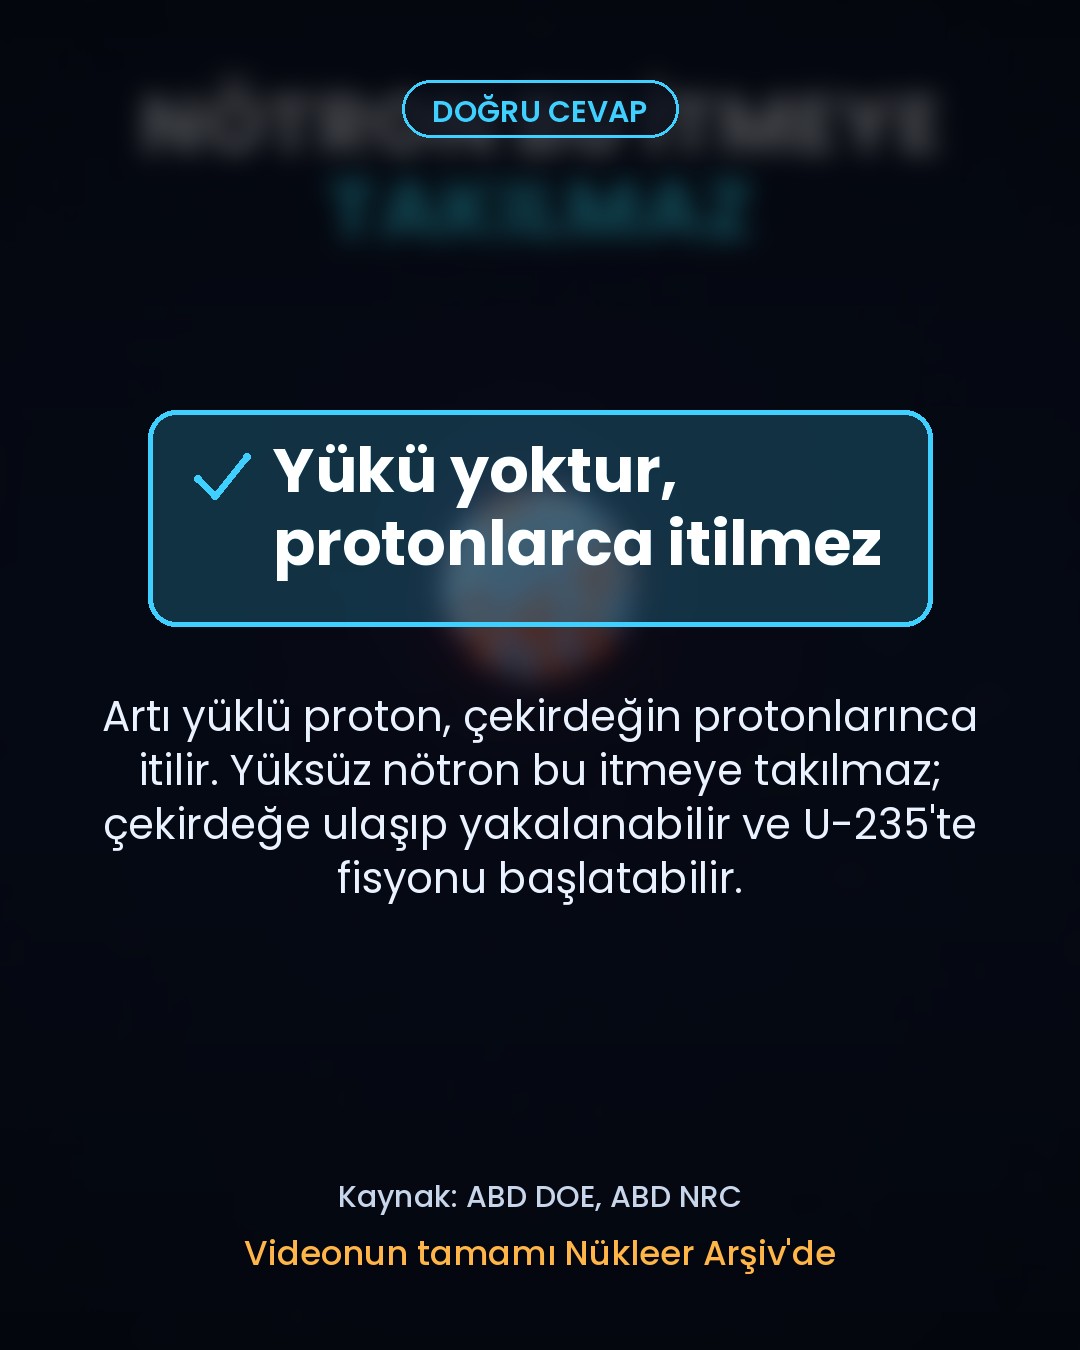 DOĞRU CEVAP
TAKILMAZ
Yükü yoktur,
protonlarca itilmez
Artı yüklü proton, çekirdeğin protonlarınca
itilir. Yüksüz nötron bu itmeye takılmaz;
çekirdeğe ulaşıp yakalanabilir ve U-235'te
fisyonu başlatabilir.
Kaynak: ABD DOE, ABD NRC
Videonun tamamı Nükleer Arşiv'de